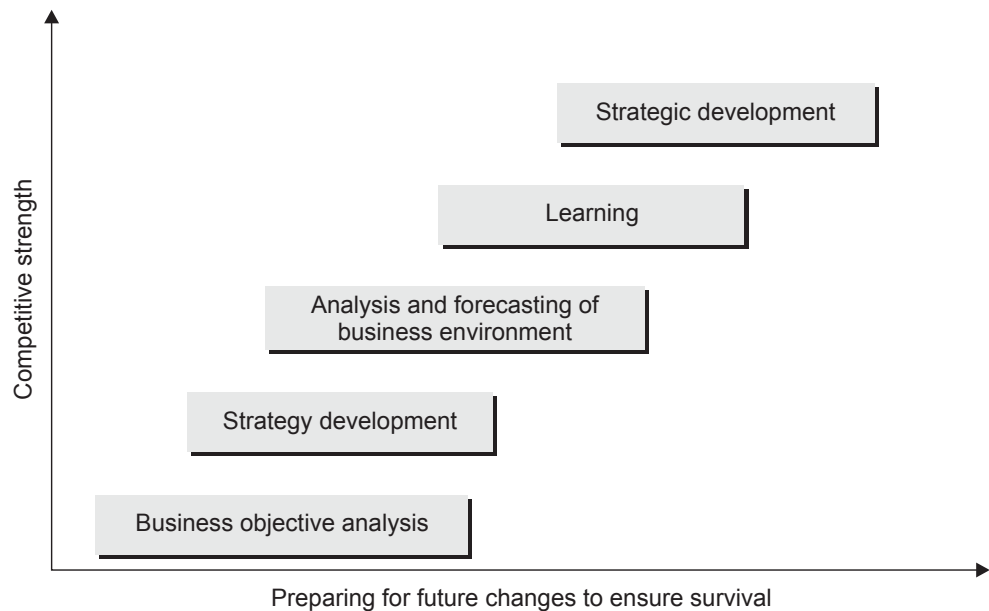 Strategic development
Learning
Analysis and forecasting of
business environment
Strategy development
Business objective analysis
Competitive strength
Preparing for future changes to ensure survival